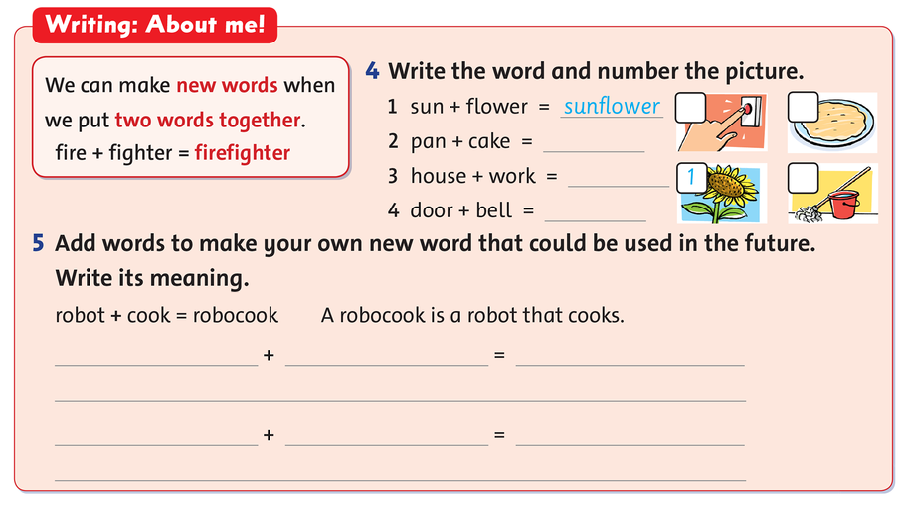 Writing: About me!
We can make new words when
we put two words together.
fire + fighter = firefighter
4 Write the word and number the picture.
1 sun + flower = sunflower
2 pan + cake =
3 house + work =
4 door + bell =
1
5 Add words to make your own new word that could be used in the future.
Write its meaning.
robot + cook = robocook A robocook is a robot that cooks.
+ =
+ =